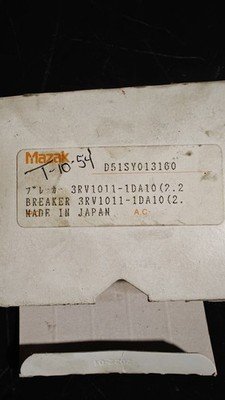 Mazak
T-10-54
D51SY013160
ブレーカー 3RV1011-1DA10(2.2
BREAKER 3RV1011-1DA10(2.
MADE IN JAPAN A.C.